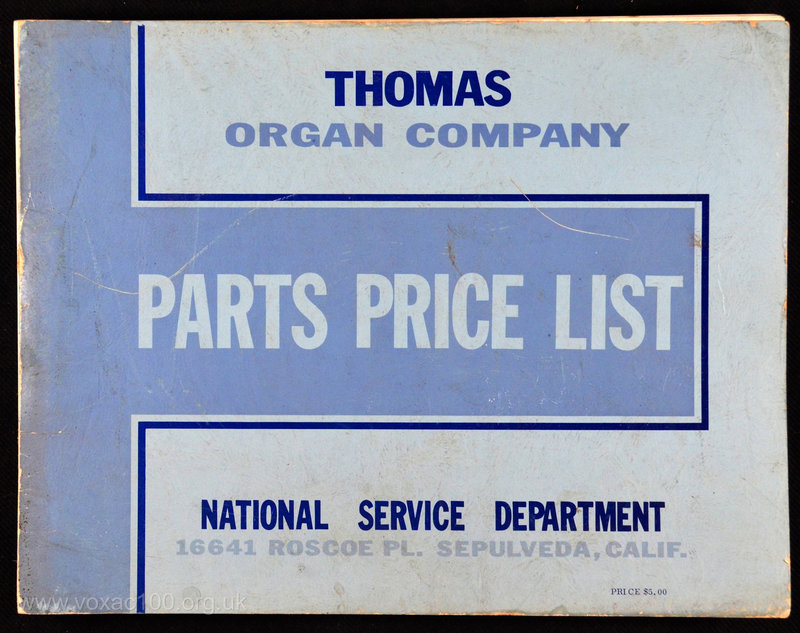 THOMAS
ORGAN COMPANY
PARTS PRICE LIST
NATIONAL SERVICE DEPARTMENT
16641 ROSCOE PL. SEPULVEDA, CALIF.
PRICE $5.00
www.voxac100.org.uk